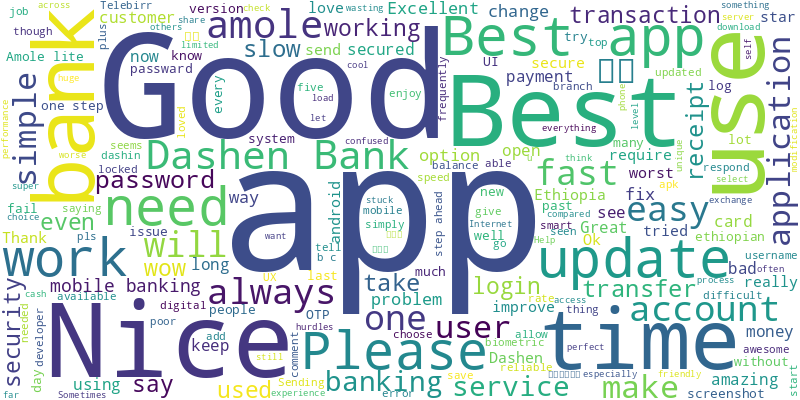 job
across
Telebirr
share
others
limited
version
check
wasting
customer
love
Excellent
change
try
top
transaction
something
server
download
star
self
though
plus
now
know
amole
slow
working
send
secured
UI
payment
secure
updated
Best app
Best
Good
bank
simple
Amole lite
one step
password
passward
loved
every
five
load
let
cool
enjoy
frequently
branch
huge
performance
worse
seems
dashin
system
everything
phone
level
receipt
log
lot
use
application
modification
unique
Dashen Bank
option
open
fast
many
require
respond
select
super
choice
locked
way
balance
able
confused
U
think
worst
apk
exchange
saying
fail
even
need
android
stuck
mobile
simply
speed
step ahead
new
give
Internet
Ethiopia
past
compared
smart
easy
fix
see
card
Thank
pls
issue
will
wow
long
want
tell
b c
well
go
seen
Help
Great
Ok
tried
ethiopian
username
often
work
app
update
bad
really
security
mobile banking
ux
last
much
take
login
transfer
process
difficult
available
cash
digital
people
always
problem
improve
rate
access
account
needed
developer
poor
OTP
one
user
allow
thing
money
add
hurdles
choose
biometric
perfect
awesome
without
day
Nice
keep
comment
Please
Dashen
reliable
time
still
Sending
experience
banking
service
make
especially
friendly
amazing
start
far
Sometimes
using
say
used
error
save
screenshot